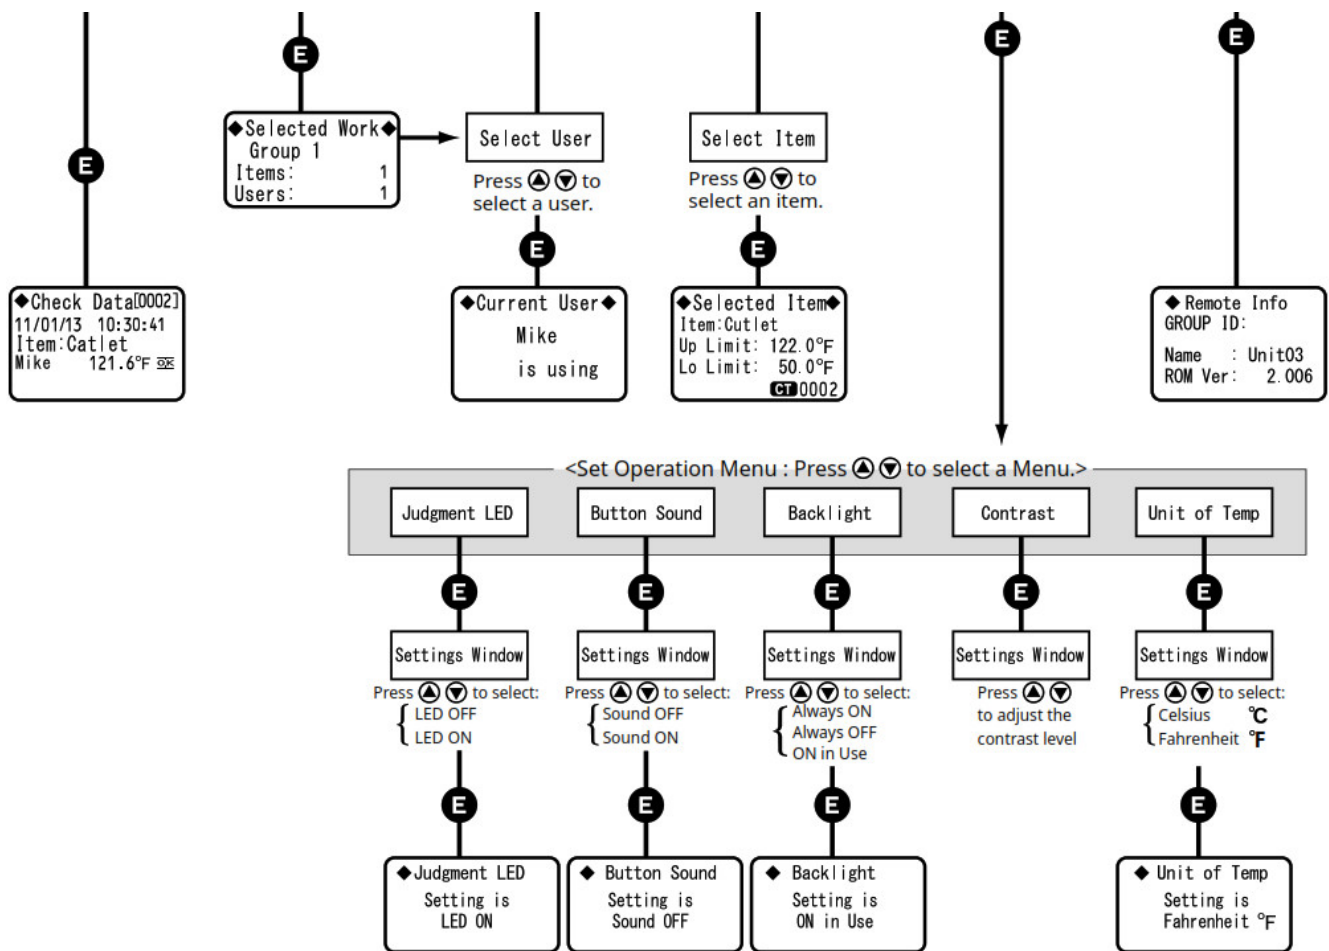 E
E
E
◆Selected Work◆
Group 1
Items: 1
Users: 1
Select User
Press ▲ ▼ to
select a user.
Select Item
Press ▲ ▼ to
select an item.
E
E
E
◆Check Data[0002]
11/01/13 10:30:41
Item:Catlet
Mike 121.6°F OK
◆Current User◆
Mike
is using
◆Selected Item◆
Item:Cutlet
Up Limit: 122.0°F
Lo Limit: 50.0°F
CT 0002
◆ Remote Info
GROUP ID:
Name : Unit03
ROM Ver: 2.006
<Set Operation Menu : Press ▲ ▼ to select a Menu.>
Judgment LED
Button Sound
Backlight
Contrast
Unit of Temp
E
E
E
E
E
Settings Window
Settings Window
Settings Window
Settings Window
Settings Window
Press ▲ ▼ to select:
LED OFF
LED ON
Press ▲ ▼ to select:
Sound OFF
Sound ON
Press ▲ ▼ to select:
Always ON
Always OFF
ON in Use
Press ▲ ▼
to adjust the
contrast level
Press ▲ ▼ to select:
Celsius °C
Fahrenheit °F
E
E
E
E
◆Judgment LED
Setting is
LED ON
◆ Button Sound
Setting is
Sound OFF
◆ Backlight
Setting is
ON in Use
◆ Unit of Temp
Setting is
Fahrenheit °F